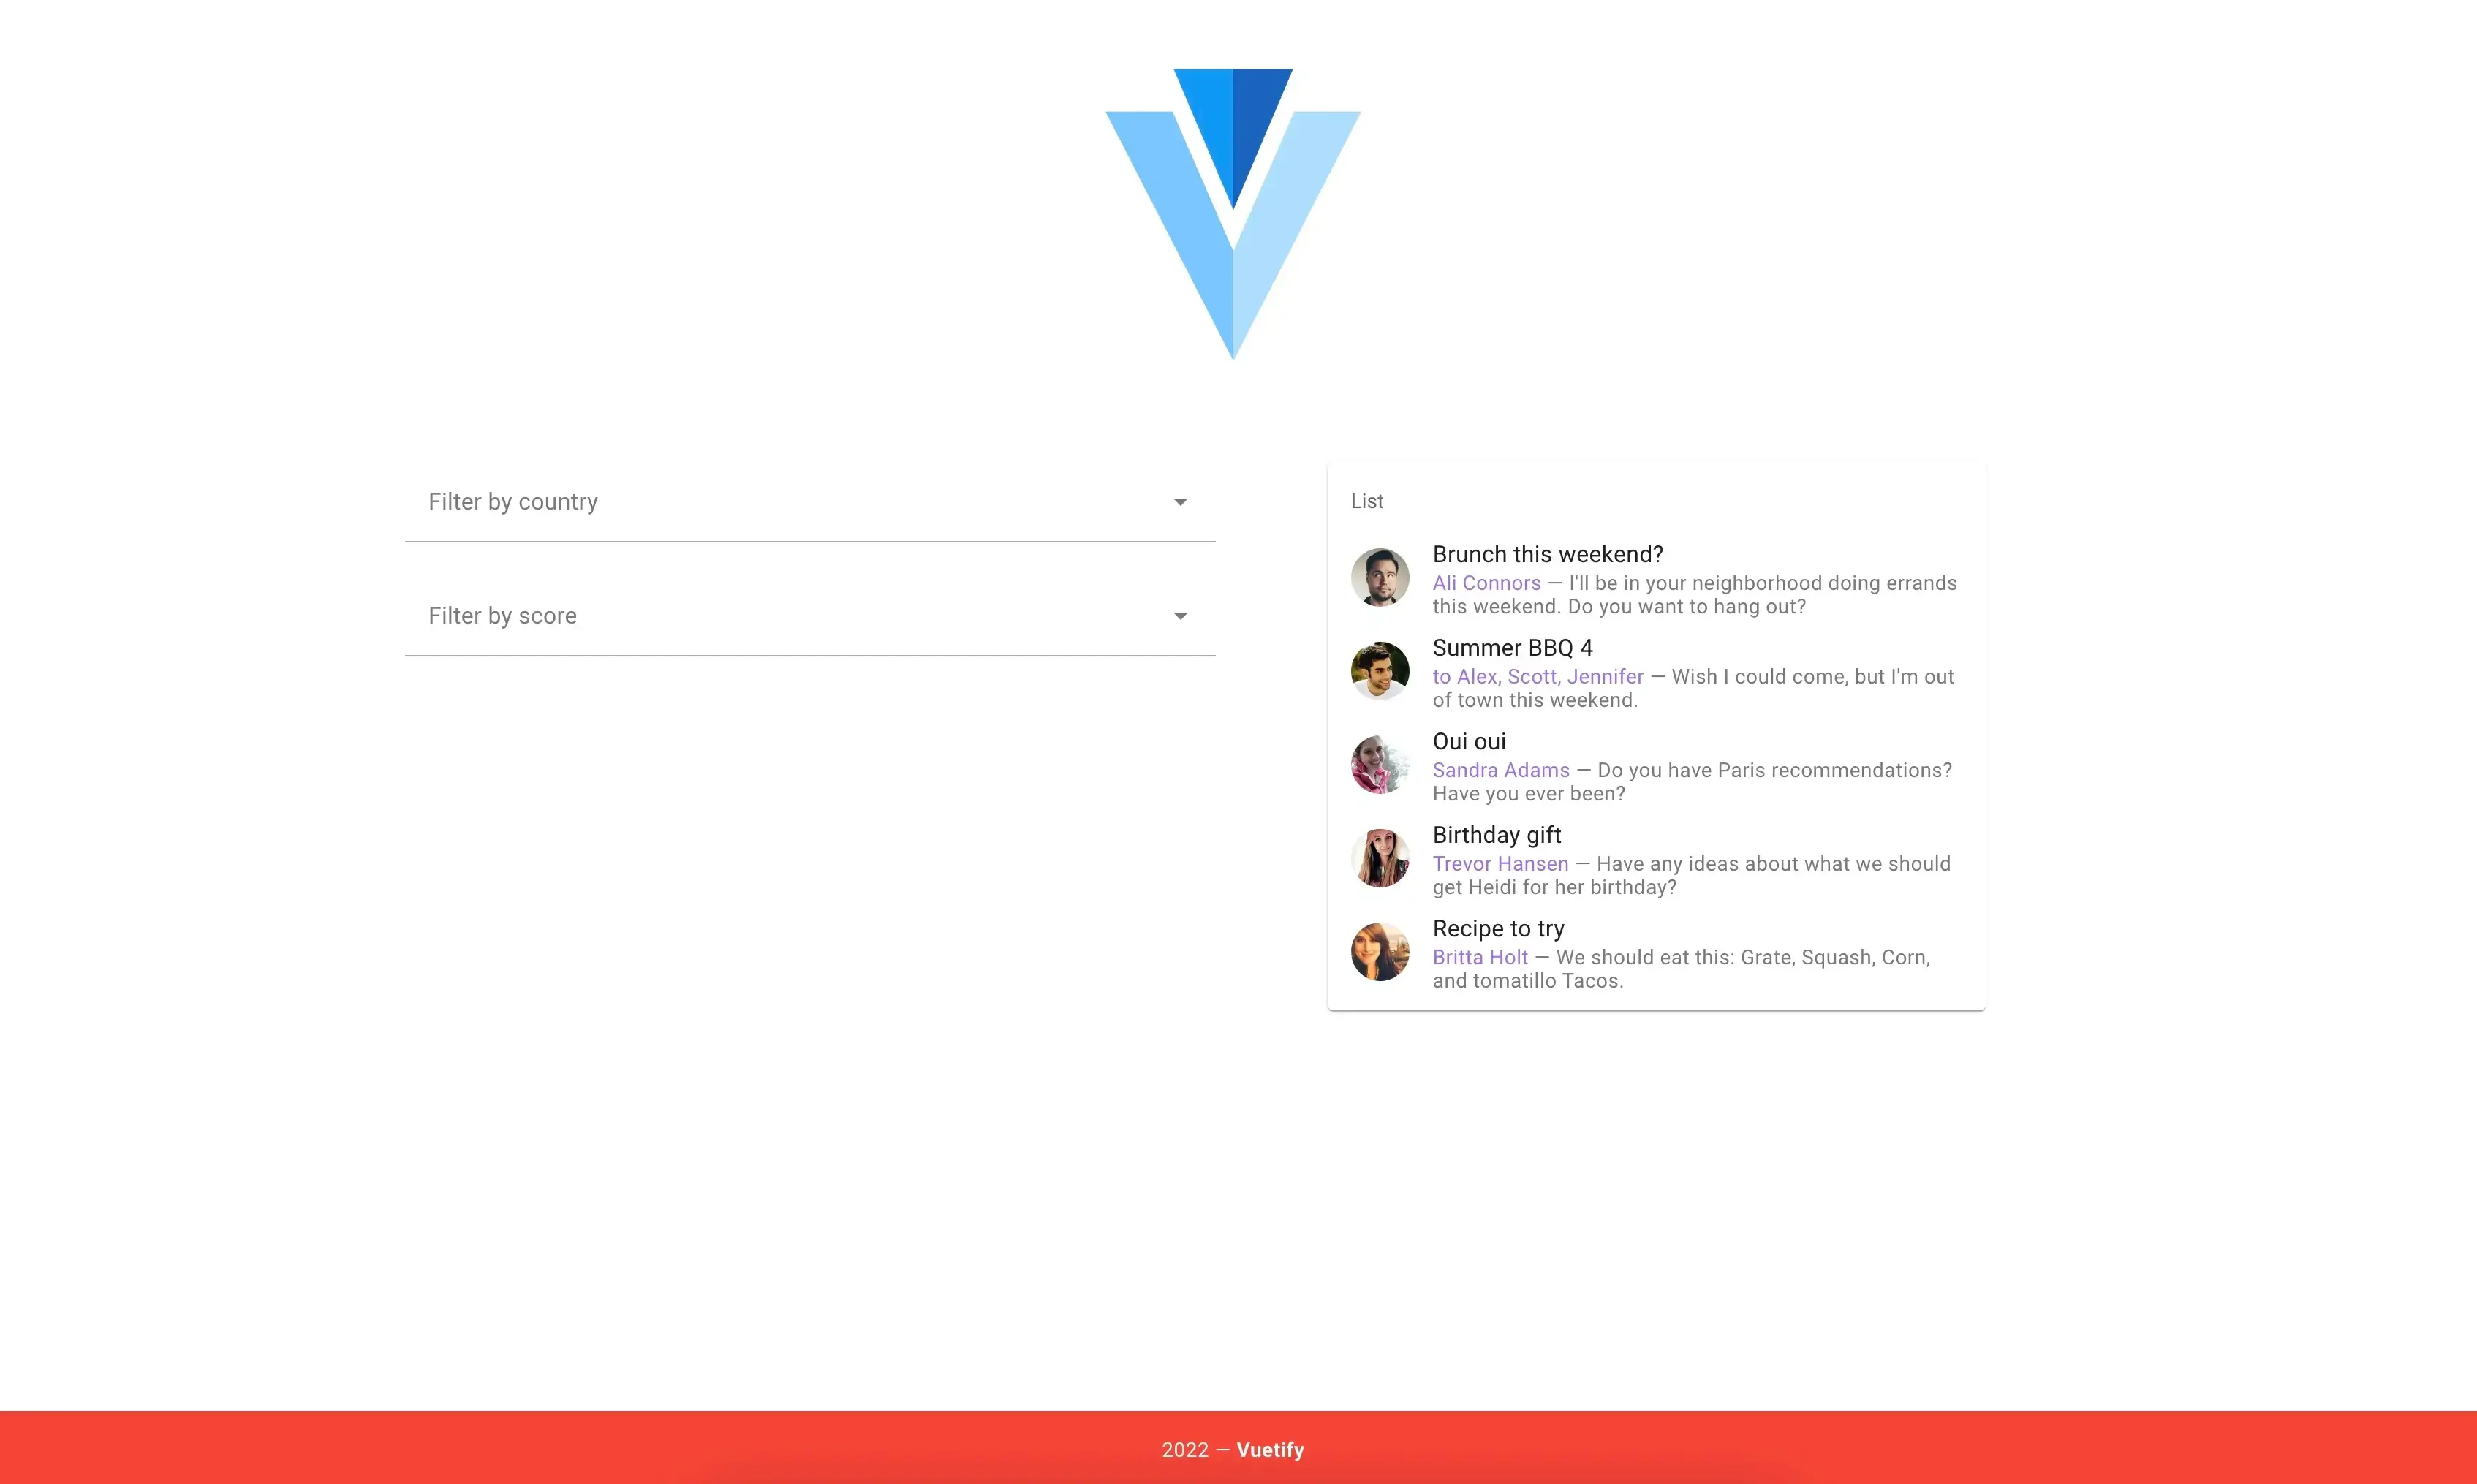 Filter by country
Filter by score
List
Brunch this weekend?
Ali Connors — I'll be in your neighborhood doing errands
this weekend. Do you want to hang out?
Summer BBQ 4
to Alex, Scott, Jennifer — Wish I could come, but I'm out
of town this weekend.
Oui oui
Sandra Adams — Do you have Paris recommendations?
Have you ever been?
Birthday gift
Trevor Hansen — Have any ideas about what we should
get Heidi for her birthday?
Recipe to try
Britta Holt — We should eat this: Grate, Squash, Corn,
and tomatillo Tacos.
2022 — Vuetify